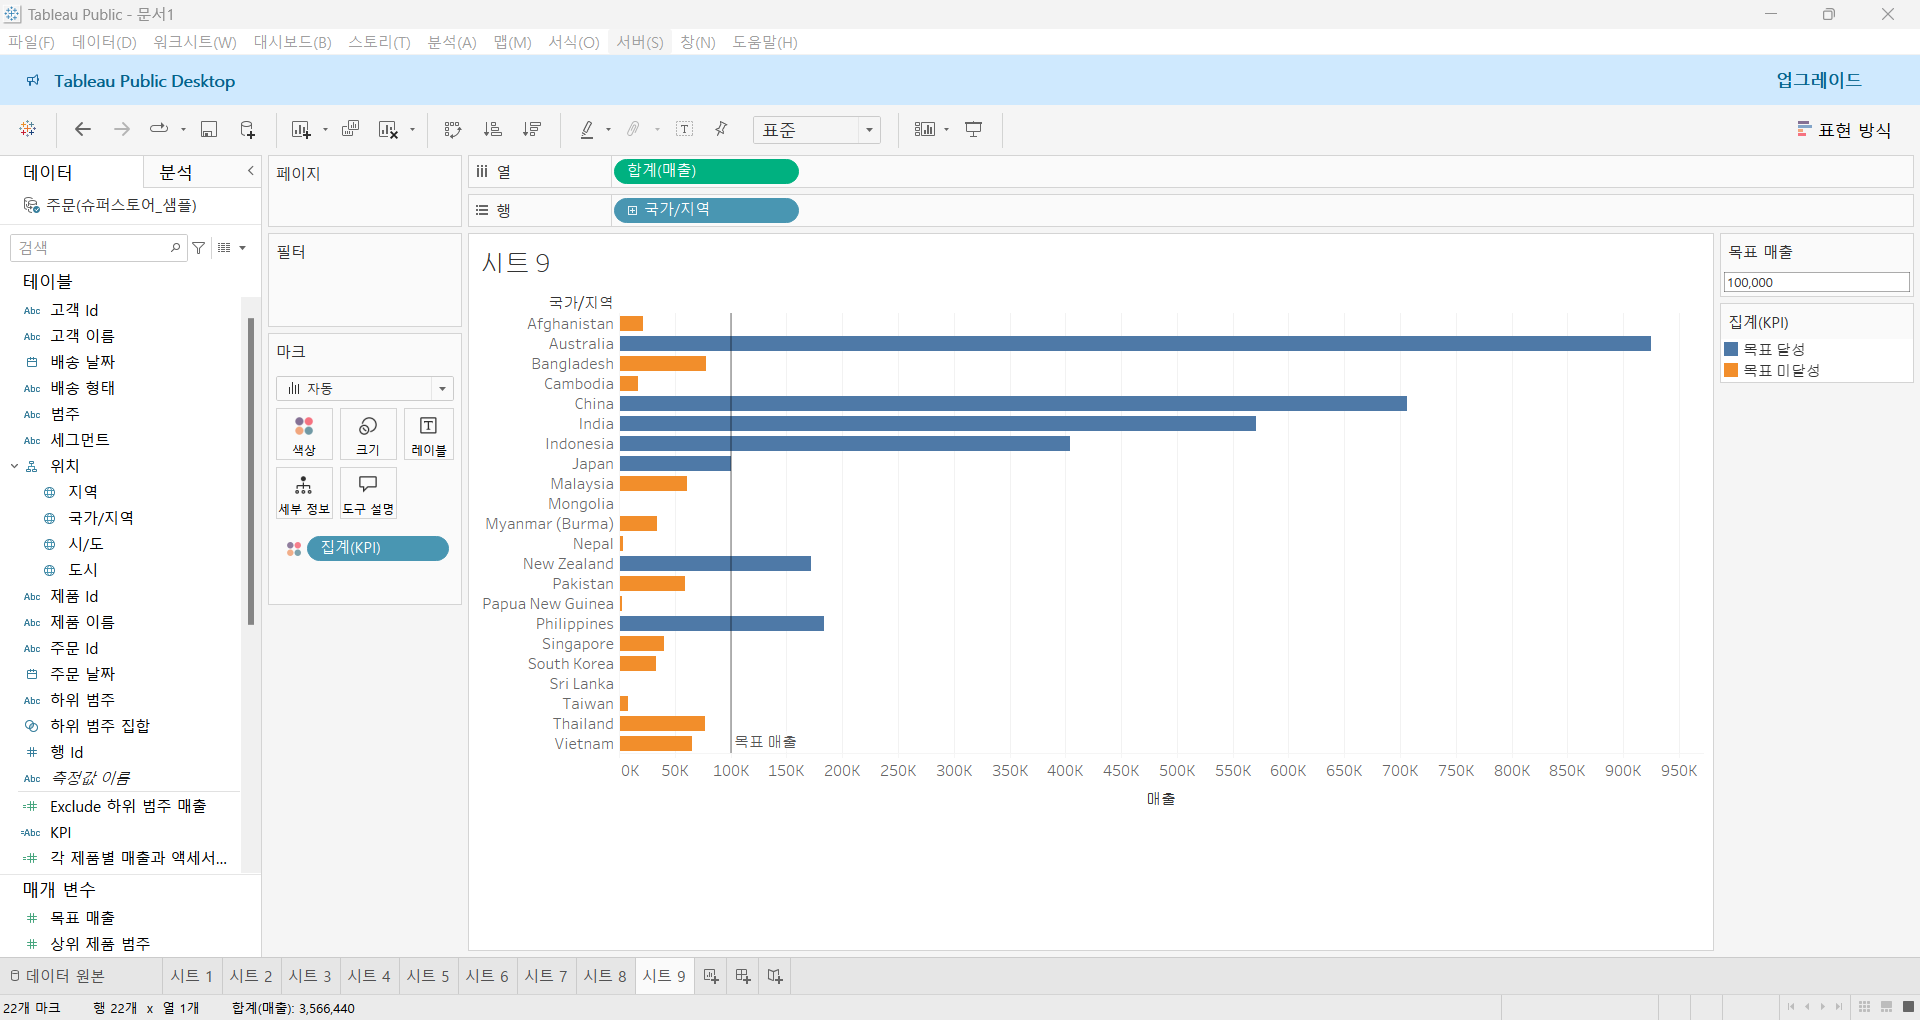 Tableau Public - 문서1
파일(F) 데이터(D) 워크시트(W) 대시보드(B) 스토리(T) 분석(A) 맵(M) 서식(O) 서버(S) 창(N) 도움말(H)
Tableau Public Desktop
업그레이드
표준
표현 방식
데이터
분석
주문(슈퍼스토어_샘플)
검색
테이블
Abc 고객 Id
Abc 고객 이름
배송 날짜
Abc 배송 형태
Abc 범주
Abc 세그먼트
위치
지역
국가/지역
시/도
도시
Abc 제품 Id
Abc 제품 이름
Abc 주문 Id
주문 날짜
Abc 하위 범주
하위 범주 집합
# 행 Id
Abc 측정값 이름
=# Exclude 하위 범주 매출
=Abc KPI
=# 각 제품별 매출과 액세서...
매개 변수
# 목표 매출
# 상위 제품 범주
페이지
필터
마크
자동
색상
크기
레이블
세부 정보
도구 설명
집계(KPI)
열
합계(매출)
행
국가/지역
시트 9
국가/지역
Afghanistan
Australia
Bangladesh
Cambodia
China
India
Indonesia
Japan
Malaysia
Mongolia
Myanmar (Burma)
Nepal
New Zealand
Pakistan
Papua New Guinea
Philippines
Singapore
South Korea
Sri Lanka
Taiwan
Thailand
Vietnam
목표 매출
0K 50K 100K 150K 200K 250K 300K 350K 400K 450K 500K 550K 600K 650K 700K 750K 800K 850K 900K 950K
매출
목표 매출
100,000
집계(KPI)
목표 달성
목표 미달성
데이터 원본 시트 1 시트 2 시트 3 시트 4 시트 5 시트 6 시트 7 시트 8 시트 9
22개 마크 행 22개 x 열 1개 합계(매출): 3,566,440